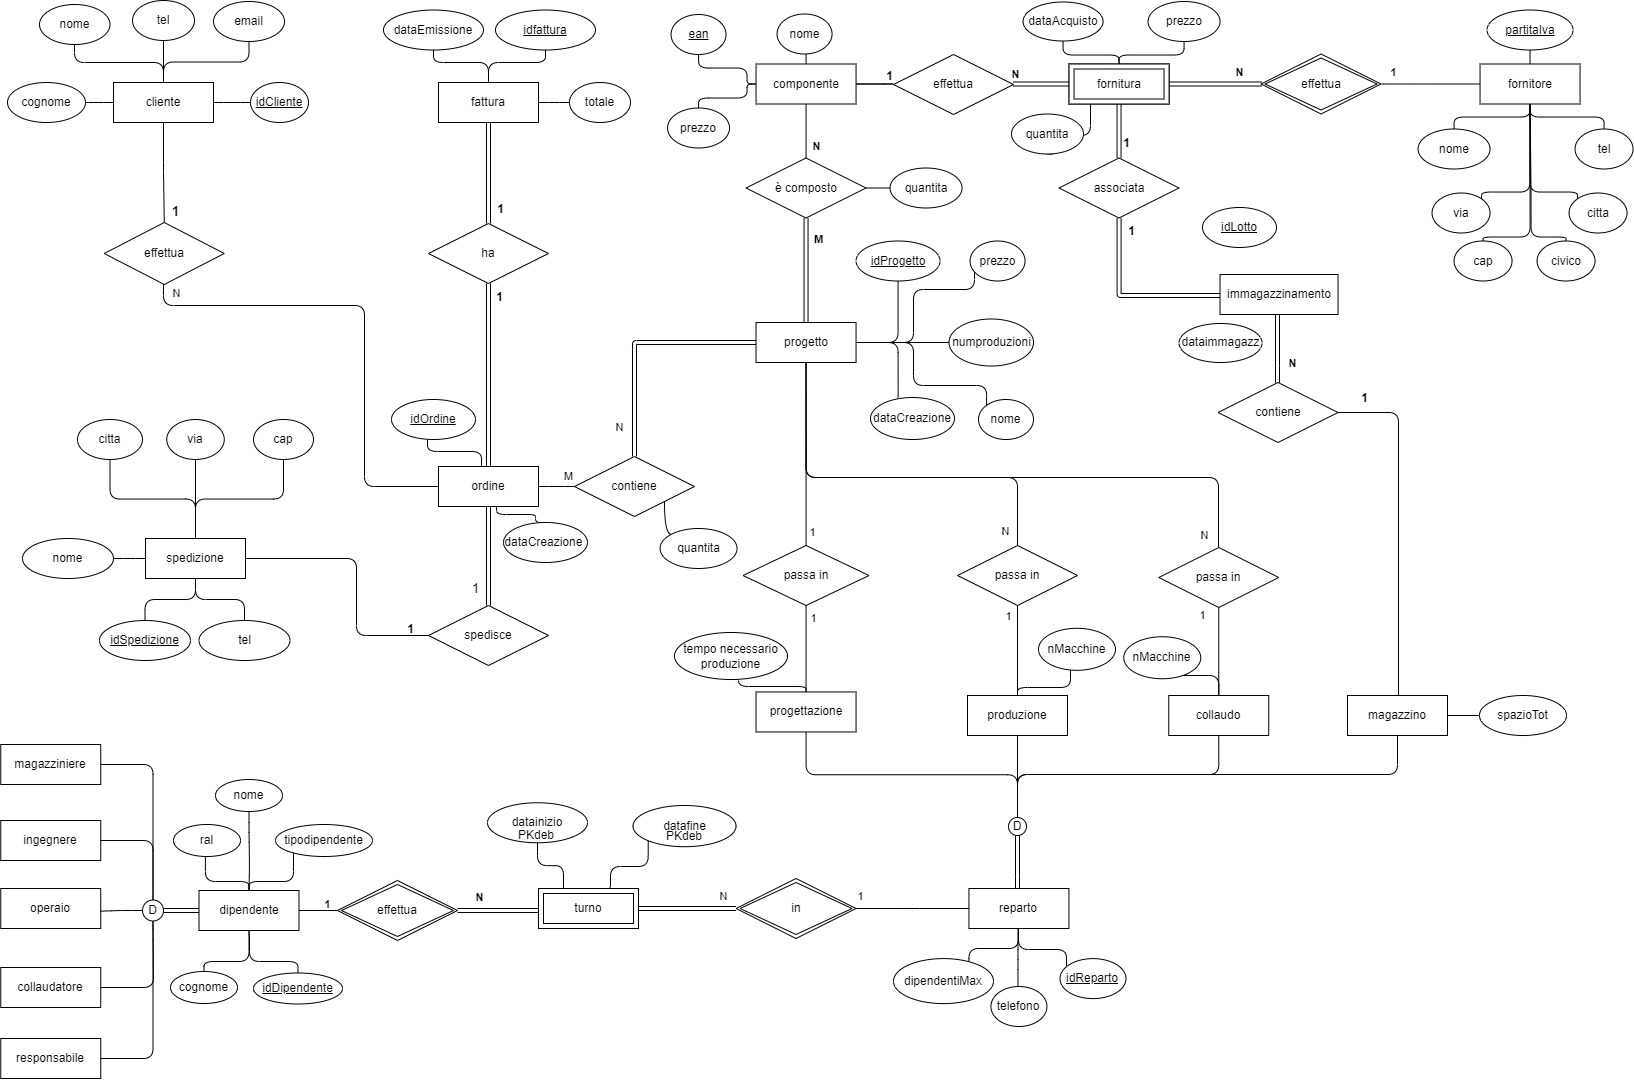 nome
tel
email
cognome
cliente
idCliente
1
effettua
N
dataEmissione
idfattura
fattura
totale
1
ha
1
ean
nome
componente
prezzo
1
effettua
N
dataAcquisto
prezzo
fornitura
quantita
N
effettua
1
partitaIva
fornitore
nome
tel
via
citta
cap
civico
N
è composto
quantita
M
1
associata
1
idLotto
immagazzinamento
dataimmagazz
N
contiene
1
idProgetto
prezzo
progetto
numproduzioni
dataCreazione
nome
idOrdine
ordine
dataCreazione
M
contiene
N
quantita
citta
via
cap
nome
spedizione
idSpedizione
tel
1
spedisce
1
1
passa in
1
N
passa in
1
N
passa in
1
tempo necessario
produzione
progettazione
nMacchine
produzione
nMacchine
collaudo
magazzino
spazioTot
magazziniere
ingegnere
operaio
collaudatore
responsabile
D
nome
ral
tipodipendente
dipendente
cognome
idDipendente
1
effettua
N
datainizio
PKdeb
datafine
PKdeb
turno
N
in
1
D
reparto
dipendentiMax
telefono
idReparto